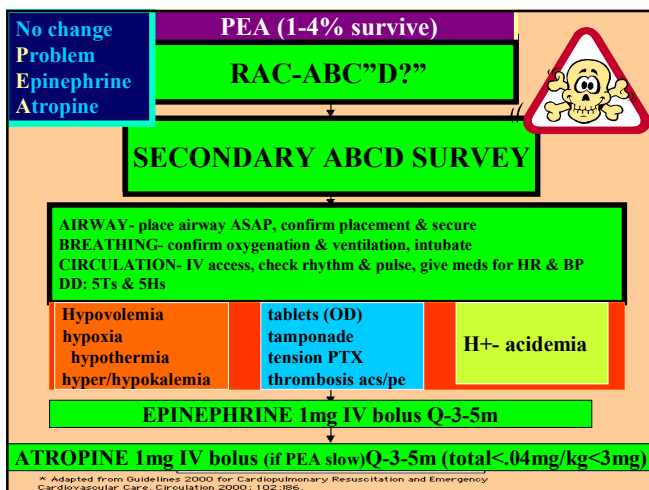 No change
Problem
Epinephrine
Atropine
PEA (1-4% survive)
RAC-ABC”D?”
SECONDARY ABCD SURVEY
AIRWAY- place airway ASAP, confirm placement & secure
BREATHING- confirm oxygenation & ventilation, intubate
CIRCULATION- IV access, check rhythm & pulse, give meds for HR & BP
DD: 5Ts & 5Hs
Hypovolemia
hypoxia
hypothermia
hyper/hypokalemia
tablets (OD)
tamponade
tension PTX
thrombosis acs/pe
H+- acidemia
EPINEPHRINE 1mg IV bolus Q-3-5m
ATROPINE 1mg IV bolus (if PEA slow)Q-3-5m (total<.04mg/kg<3mg)
* Adapted from Guidelines 2000 for Cardiopulmonary Resuscitation and Emergency
Cardiovascular Care. Circulation 2000; 102:I86.